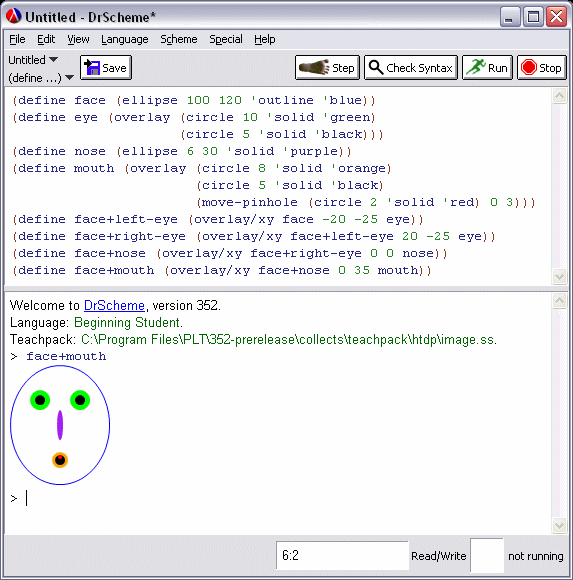 Untitled - DrScheme*
File Edit View Language Scheme Special Help
Untitled
(define ...)
Save
Step
Check Syntax
Run
Stop
(define face (ellipse 100 120 'outline 'blue))
(define eye (overlay (circle 10 'solid 'green)
(circle 5 'solid 'black)))
(define nose (ellipse 6 30 'solid 'purple))
(define mouth (overlay (circle 8 'solid 'orange)
(circle 5 'solid 'black)
(move-pinhole (circle 2 'solid 'red) 0 3)))
(define face+left-eye (overlay/xy face -20 -25 eye))
(define face+right-eye (overlay/xy face+left-eye 20 -25 eye))
(define face+nose (overlay/xy face+right-eye 0 0 nose))
(define face+mouth (overlay/xy face+nose 0 35 mouth))
Welcome to DrScheme, version 352.
Language: Beginning Student.
Teachpack: C:\Program Files\PLT\352-prerelease\collects\teachpack\htdp\image.ss.
> face+mouth
>
6:2
Read/Write
not running